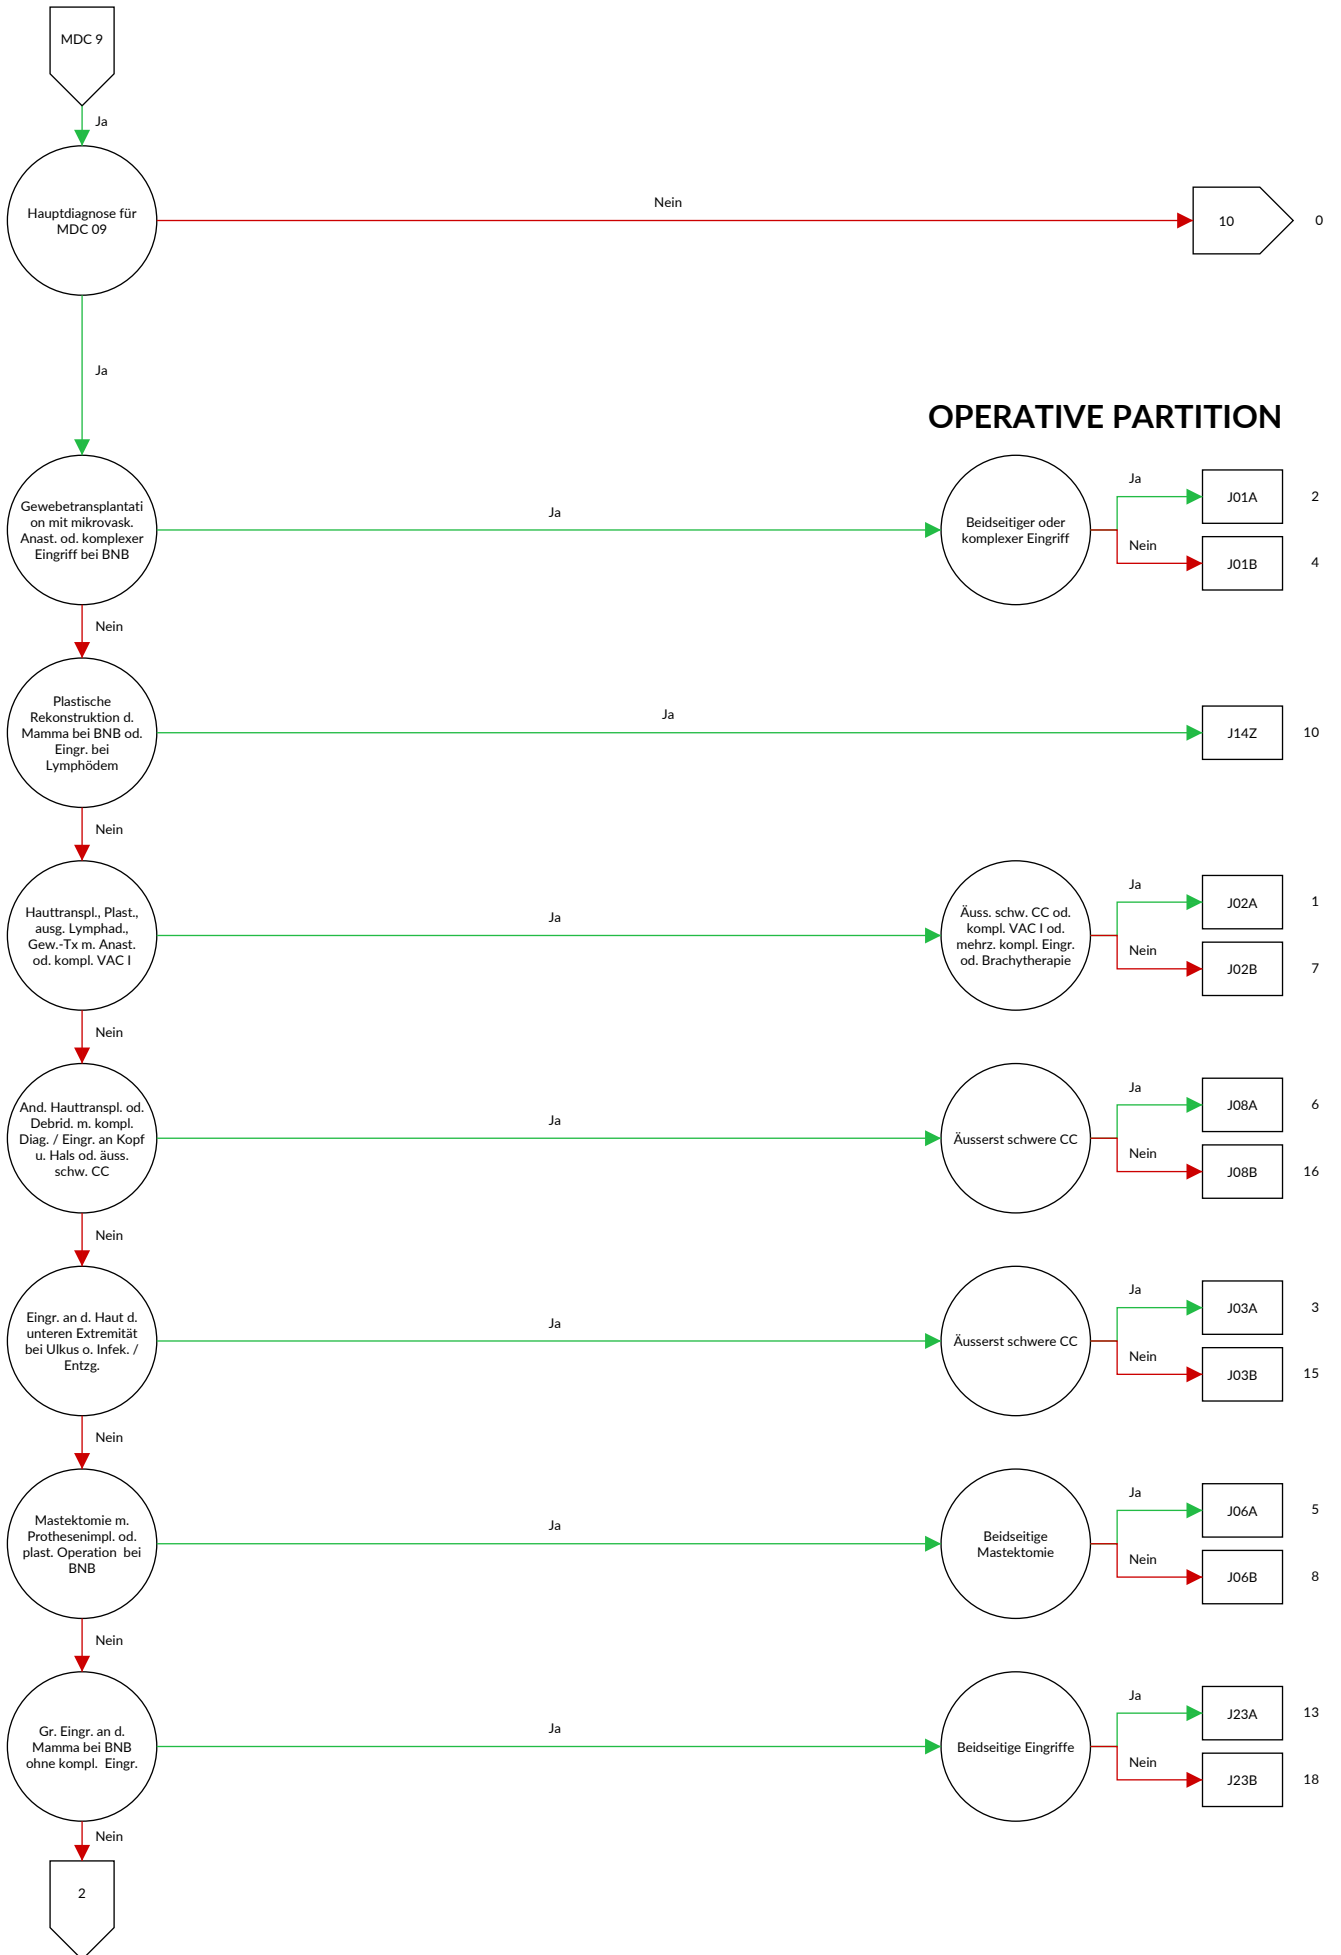 MDC 9
Ja
Hauptdiagnose für
MDC 09
Nein
10
0
Ja
OPERATIVE PARTITION
Gewebetransplantati
on mit mikrovask.
Anast. od. komplexer
Eingriff bei BNB
Ja
Beidseitiger oder
komplexer Eingriff
Ja
J01A
2
Nein
J01B
4
Nein
Plastische
Rekonstruktion d.
Mamma bei BNB od.
Eingr. bei
Lymphödem
Ja
J14Z
10
Nein
Hauttranspl., Plast.,
ausg. Lymphad.,
Gew.-Tx m. Anast.
od. kompl. VAC I
Ja
Äuss. schw. CC od.
kompl. VAC I od.
mehrz. kompl. Eingr.
od. Brachytherapie
Ja
J02A
1
Nein
J02B
7
Nein
And. Hauttranspl. od.
Debrid. m. kompl.
Diag. / Eingr. an Kopf
u. Hals od. äuss.
schw. CC
Ja
Äusserst schwere CC
Ja
J08A
6
Nein
J08B
16
Nein
Eingr. an d. Haut d.
unteren Extremität
bei Ulkus o. Infek. /
Entzg.
Ja
Äusserst schwere CC
Ja
J03A
3
Nein
J03B
15
Nein
Mastektomie m.
Prothesenimpl. od.
plast. Operation bei
BNB
Ja
Beidseitige
Mastektomie
Ja
J06A
5
Nein
J06B
8
Nein
Gr. Eingr. an d.
Mamma bei BNB
ohne kompl. Eingr.
Ja
Beidseitige Eingriffe
Ja
J23A
13
Nein
J23B
18
Nein
2